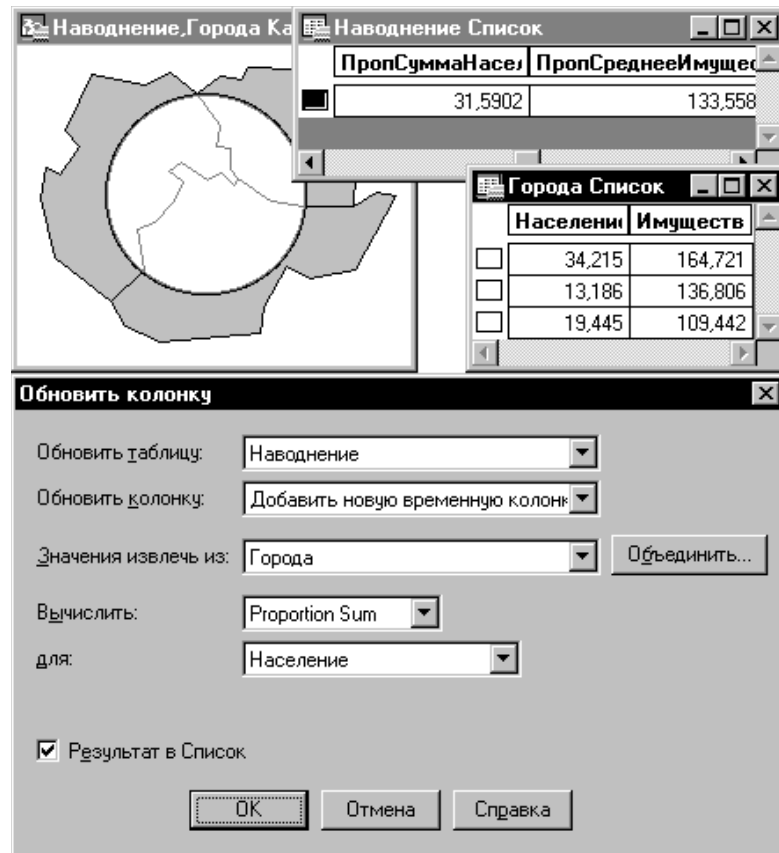 Наводнение,Города Ка
Наводнение Список
ПропСуммаНасел ПропСреднееИмущес
31,5902 133,558
Города Список
Населени Имуществ
34,215 164,721
13,186 136,806
19,445 109,442
Обновить колонку
Обновить таблицу: Наводнение
Обновить колонку: Добавить новую временную колонк
Значения извлечь из: Города Объединить...
Вычислить: Proportion Sum
для: Население
Результат в Список
OK Отмена Справка